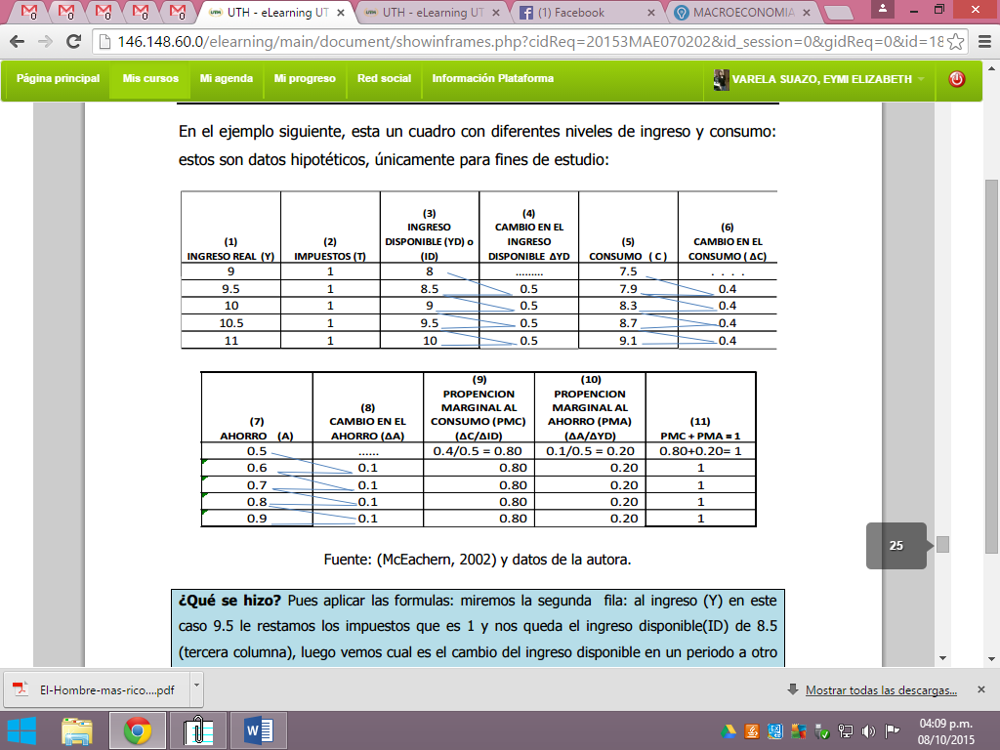 UTH - eLearning UT
UTH - eLearning UT
(1) Facebook
MACROECONOMIA
146.148.60.0/elearning/main/document/showinframes.php?cidReq=20153MAE070202&id_session=0&gidReq=0&id=18
Página principal Mis cursos Mi agenda Mi progreso Red social Información Plataforma VARELA SUAZO, EYMI ELIZABETH
En el ejemplo siguiente, esta un cuadro con diferentes niveles de ingreso y consumo:
estos son datos hipotéticos, únicamente para fines de estudio:
(1)
INGRESO REAL (Y)
(2)
IMPUESTOS (T)
(3)
INGRESO
DISPONIBLE (YD) o
(ID)
(4)
CAMBIO EN EL
INGRESO
DISPONIBLE ΔYD
(5)
CONSUMO ( C )
(6)
CAMBIO EN EL
CONSUMO ( ΔC)
9 1 8 ......... 7.5 . . . .
9.5 1 8.5 0.5 7.9 0.4
10 1 9 0.5 8.3 0.4
10.5 1 9.5 0.5 8.7 0.4
11 1 10 0.5 9.1 0.4
(7)
AHORRO (A)
(8)
CAMBIO EN EL
AHORRO (ΔA)
(9)
PROPENCION
MARGINAL AL
CONSUMO (PMC)
(ΔC/ΔID)
(10)
PROPENCION
MARGINAL AL
AHORRO (PMA)
(ΔA/ΔYD)
(11)
PMC + PMA = 1
0.5 ...... 0.4/0.5 = 0.80 0.1/0.5 = 0.20 0.80+0.20= 1
0.6 0.1 0.80 0.20 1
0.7 0.1 0.80 0.20 1
0.8 0.1 0.80 0.20 1
0.9 0.1 0.80 0.20 1
25
Fuente: (McEachern, 2002) y datos de la autora.
¿Qué se hizo? Pues aplicar las formulas: miremos la segunda fila: al ingreso (Y) en este
caso 9.5 le restamos los impuestos que es 1 y nos queda el ingreso disponible(ID) de 8.5
(tercera columna), luego vemos cual es el cambio del ingreso disponible en un periodo a otro
El-Hombre-mas-rico....pdf
Mostrar todas las descargas...
04:09 p.m.
08/10/2015